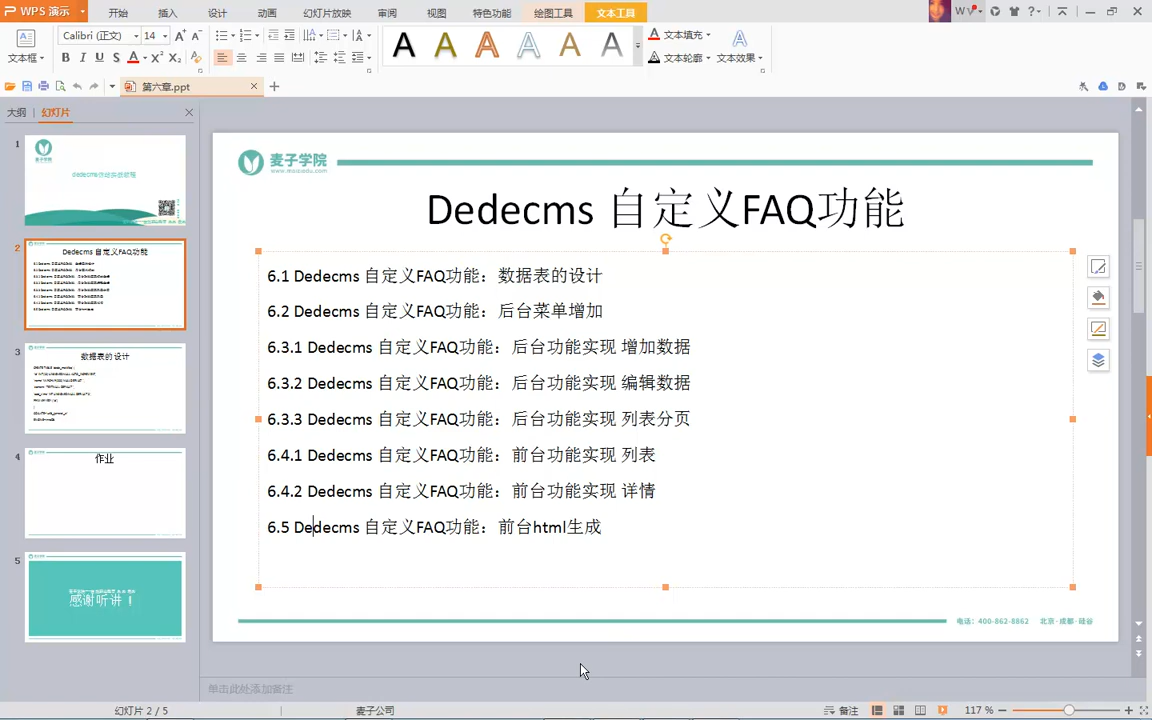 WPS 演示
开始
插入
设计
动画
幻灯片放映
审阅
视图
特色功能
绘图工具
文本工具
文本框
Calibri (正文)
14
B I U S A X² X₂
A A A A A A
文本填充
文本轮廓
文本效果
第六章.ppt
大纲
幻灯片
1
麦子学院
2
Dedecms 自定义FAQ功能
3
数据表的设计
4
作业
5
感谢听讲！
麦子学院
www.maiziedu.com
Dedecms 自定义FAQ功能
6.1 Dedecms 自定义FAQ功能：数据表的设计
6.2 Dedecms 自定义FAQ功能：后台菜单增加
6.3.1 Dedecms 自定义FAQ功能：后台功能实现 增加数据
6.3.2 Dedecms 自定义FAQ功能：后台功能实现 编辑数据
6.3.3 Dedecms 自定义FAQ功能：后台功能实现 列表分页
6.4.1 Dedecms 自定义FAQ功能：前台功能实现 列表
6.4.2 Dedecms 自定义FAQ功能：前台功能实现 详情
6.5 Dedecms 自定义FAQ功能：前台html生成
电话：400-862-8862 北京·成都·硅谷
单击此处添加备注
幻灯片 2 / 5
麦子公司
备注
117 %